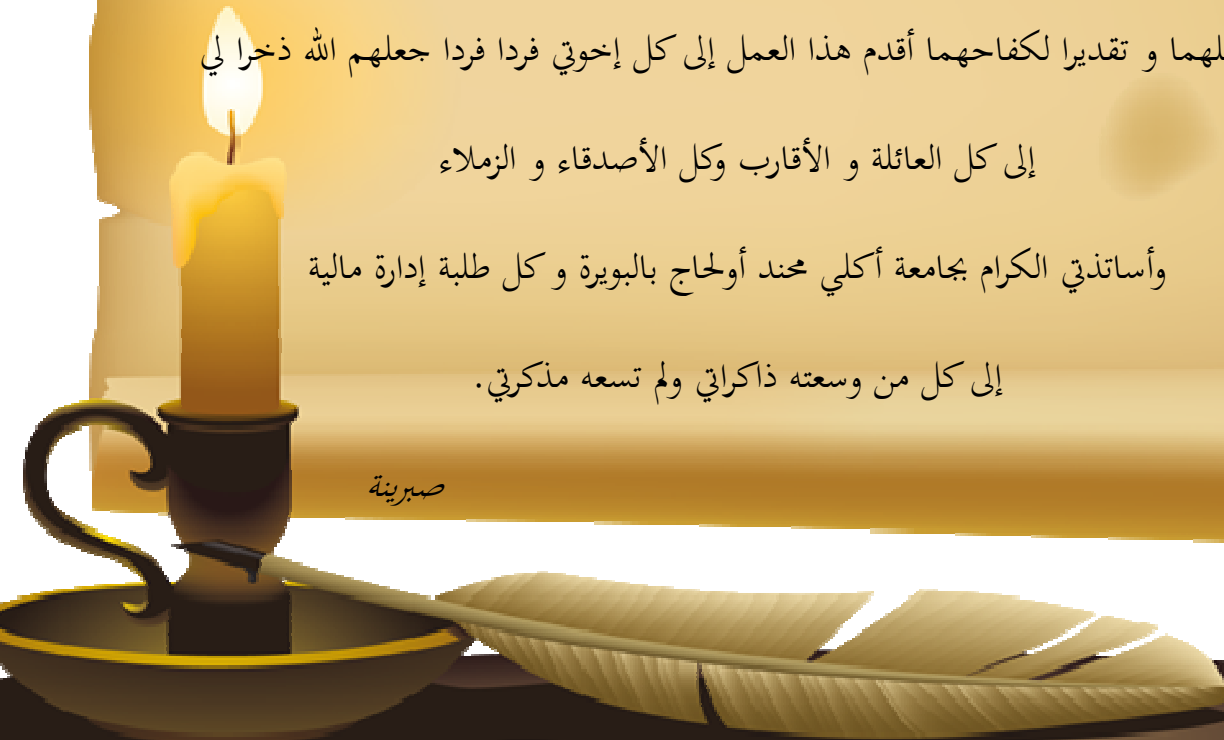 و تقديرا لكفاحهما أقدم هذا العمل إلى كل إخوتي فردا فردا جعلهم الله ذخرا لي
إلى كل العائلة و الأقارب وكل الأصدقاء و الزملاء
وأساتذتي الكرام بجامعة أكلي محند أولحاج بالبويرة و كل طلبة إدارة مالية
إلى كل من وسعته ذاكراتي ولم تسعه مذكرتي.
صبرينة